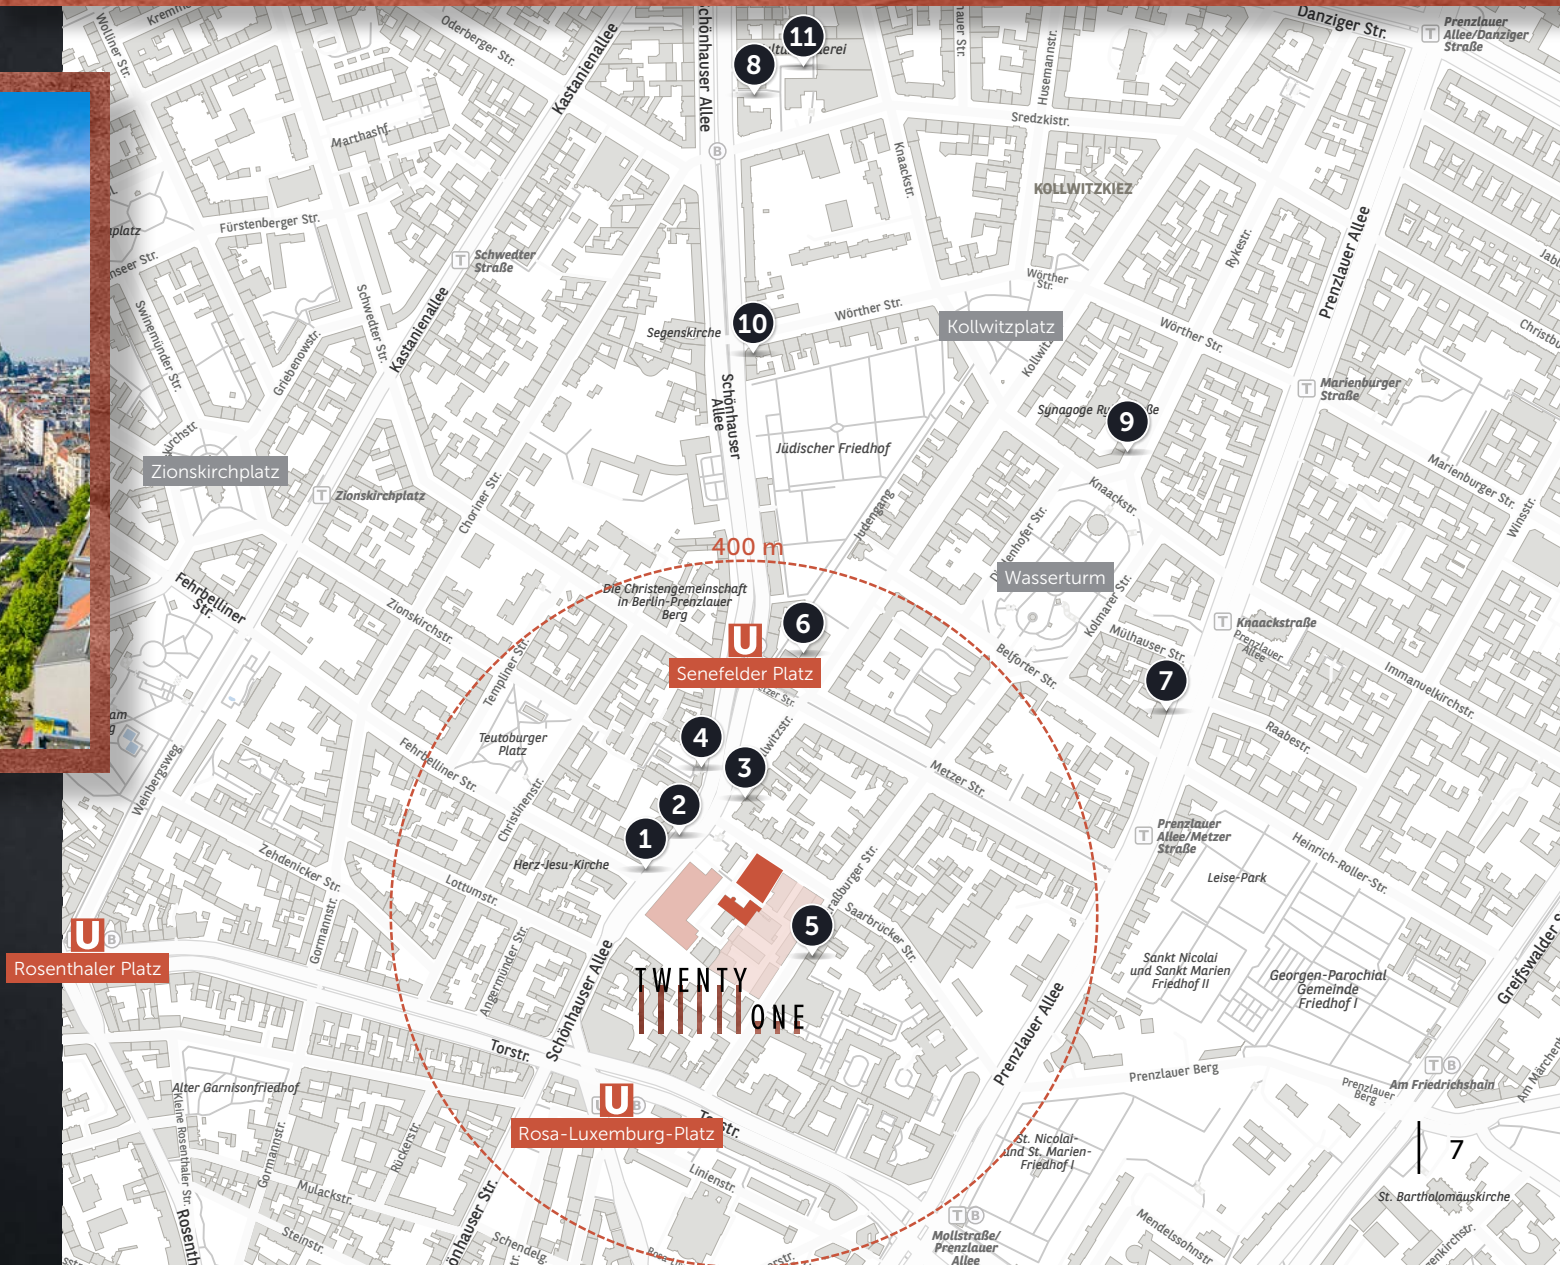 Oderberger Str.
Kastanienallee
Schönhauser Allee
11
8
Husemannstr.
Danziger Str.
Prenzlauer
Allee/Danziger
Straße
T
Wolliner Str.
Marthashf.
B
Sredzkistr.
Knaackstr.
KOLLWITZKIEZ
Fürstenberger Str.
T
Schwedter
Straße
Rykestr.
Prenzlauer Allee
Swinemünder Str.
Schwedter Str.
Griebenowstr.
Kastanienallee
Segenskirche
10
Wörther Str.
Wörther
Str.
Kollwitzplatz
Wörther Str.
T
Marienburger
Straße
Schönhauser
Allee
9
Jüdischer Friedhof
Zionskirchplatz
T
Zionskirchplatz
Choriner Str.
Marienburger Str.
Winsstr.
Knaackstr.
Judengang
400 m
Wasserturm
Kolmarer Str.
Fehrbelliner
Str.
Zionskirchstr.
Die Christengemeinschaft
in Berlin-Prenzlauer
Berg
6
U
Senefelder Platz
T
Knaackstraße
Prenzlauer
Allee
Mülhauser Str.
Belforter Str.
7
Immanuelkirchstr.
Templiner Str.
Teutoburger
Platz
4
3
2
1
Raabestr.
Metzer Str.
Fehrbelliner Str.
Christinenstr.
Weinbergsweg
Herz-Jesu-Kirche
T
Prenzlauer
Allee/Metzer
Straße
Heinrich-Roller-Str.
Leise-Park
Zehdenicker Str.
Lottumstr.
Gormannstr.
Saarbrücker Str.
5
U
B
Rosenthaler Platz
Angermünder Str.
Schönhauser Allee
TWENTY
ONE
Sankt Nicolai
und Sankt Marien
Friedhof II
Georgen-Parochial
Gemeinde
Friedhof I
Prenzlauer Allee
Torstr.
Alter Garnisonfriedhof
U
B
Rosa-Luxemburg-Platz
Prenzlauer Berg
Prenzlauer
Berg
T B
Am Friedrichshain
Kleine Rosenthaler Str.
Gormannstr.
Rückerstr.
Mulackstr.
Steinstr.
Linienstr.
St. Nicolai-
und St. Marien-
Friedhof I
7
St. Bartholomäuskirche
T B
Mollstraße/
Prenzlauer
Allee
Mendelssohnstr.